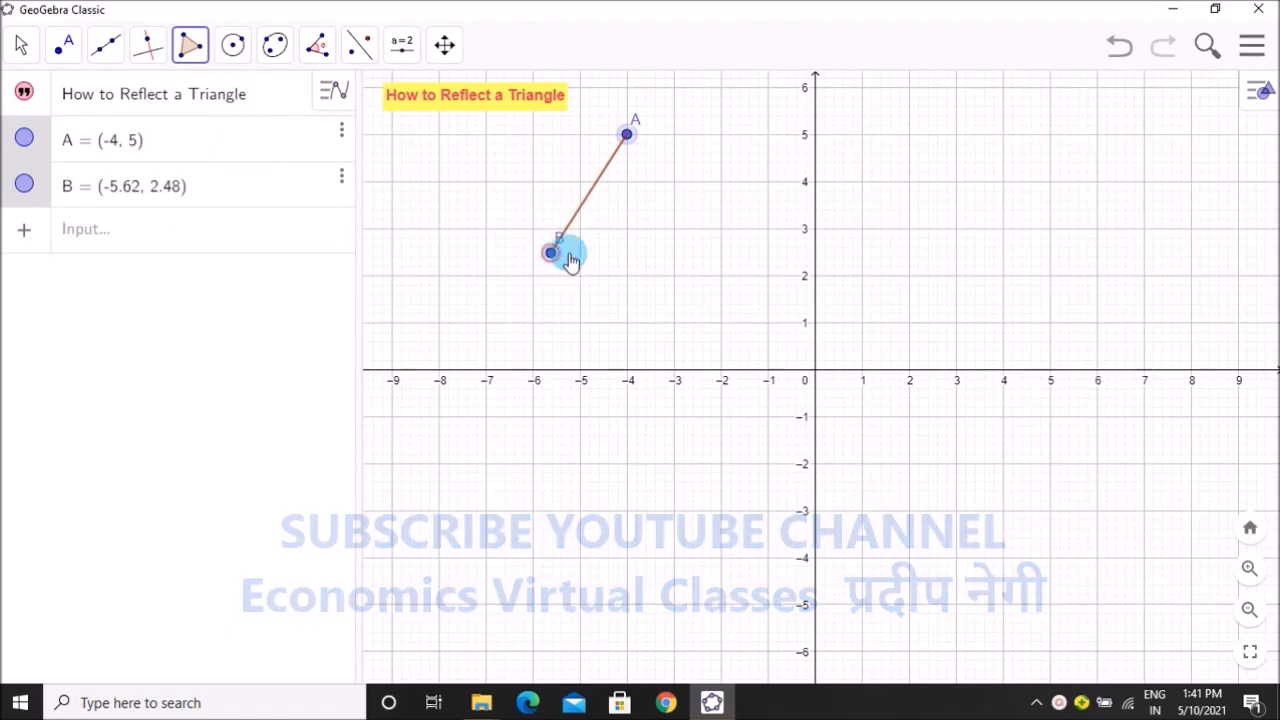 GeoGebra Classic
A
a=2
How to Reflect a Triangle
A = (-4, 5)
B = (-5.62, 2.48)
Input...
How to Reflect a Triangle
A
B
6
5
4
3
2
1
–9 –8 –7 –6 –5 –4 –3 –2 –1 0 1 2 3 4 5 6 7 8 9
–1
–2
–3
–4
–5
–6
SUBSCRIBE YOUTUBE CHANNEL
Economics Virtual Classes प्रदीप नेगी
Type here to search
ENG
IN
1:41 PM
5/10/2021
1